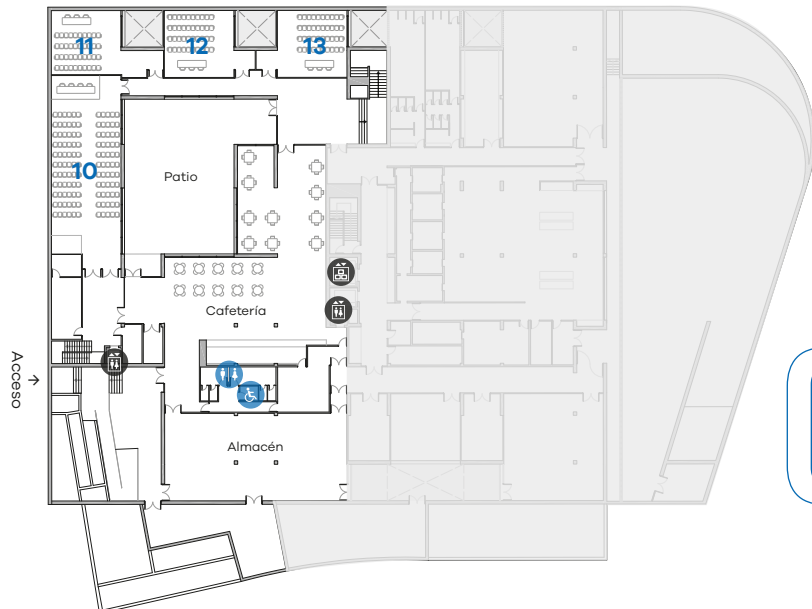 11
12
13
10
Patio
Cafetería
Acceso →
Almacén